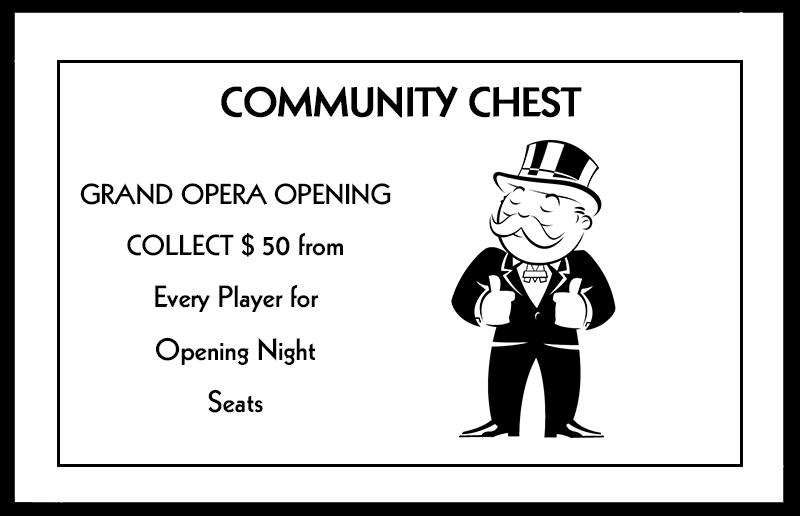 COMMUNITY CHEST
GRAND OPERA OPENING
COLLECT $ 50 from
Every Player for
Opening Night
Seats